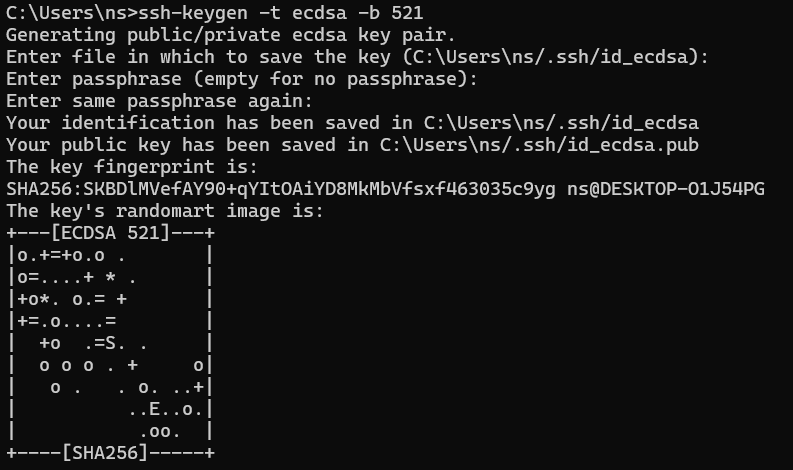 C:\Users\ns>ssh-keygen -t ecdsa -b 521
Generating public/private ecdsa key pair.
Enter file in which to save the key (C:\Users\ns/.ssh/id_ecdsa):
Enter passphrase (empty for no passphrase):
Enter same passphrase again:
Your identification has been saved in C:\Users\ns/.ssh/id_ecdsa
Your public key has been saved in C:\Users\ns/.ssh/id_ecdsa.pub
The key fingerprint is:
SHA256:SKBDlMVefAY90+qYItOAiYD8MkMbVfsxf463035c9yg ns@DESKTOP-O1J54PG
The key's randomart image is:
+---[ECDSA 521]---+
|o.+=+o.o .       |
|o=....+ * .      |
|+o*. o.= +       |
|+=.o....=        |
|  +o  .=S. .     |
|  o o o . +     o|
|   o .   . o. ..+|
|          ..E..o.|
|           .oo.  |
+----[SHA256]-----+